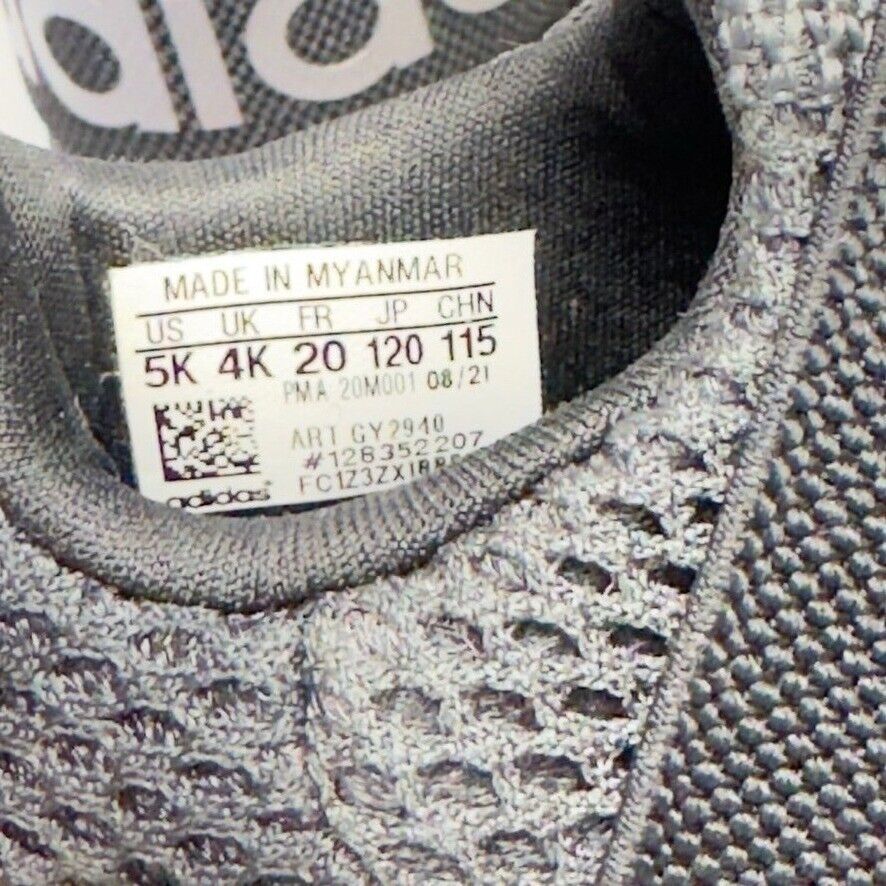 adidas
MADE IN MYANMAR
US UK FR JP CHN
5K 4K 20 120 115
PMA 20M001 08/21
ART GY2940
#126352207
adidas